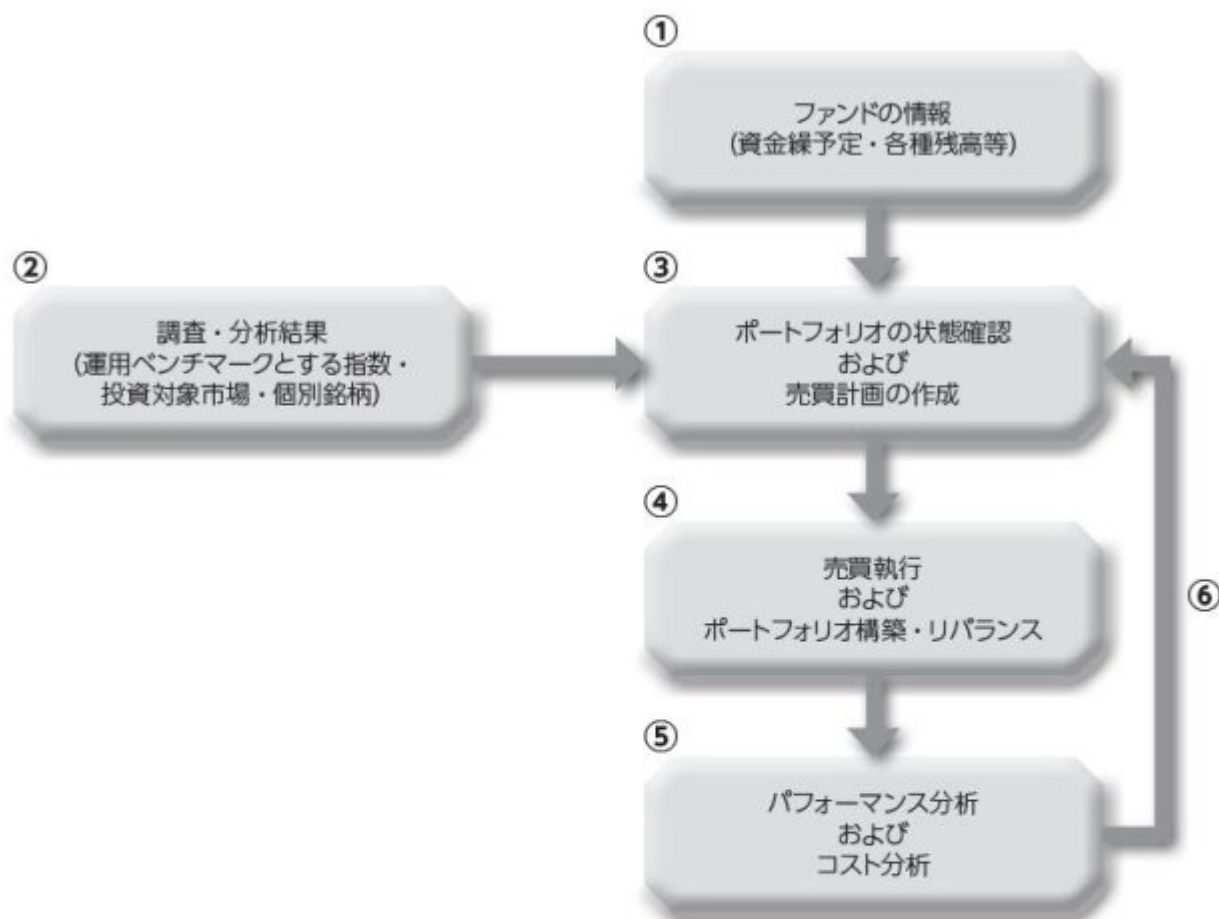 ①
ファンドの情報
(資金繰予定・各種残高等)
②
調査・分析結果
(運用ベンチマークとする指数・
投資対象市場・個別銘柄)
③
ポートフォリオの状態確認
および
売買計画の作成
④
売買執行
および
ポートフォリオ構築・リバランス
⑥
⑤
パフォーマンス分析
および
コスト分析